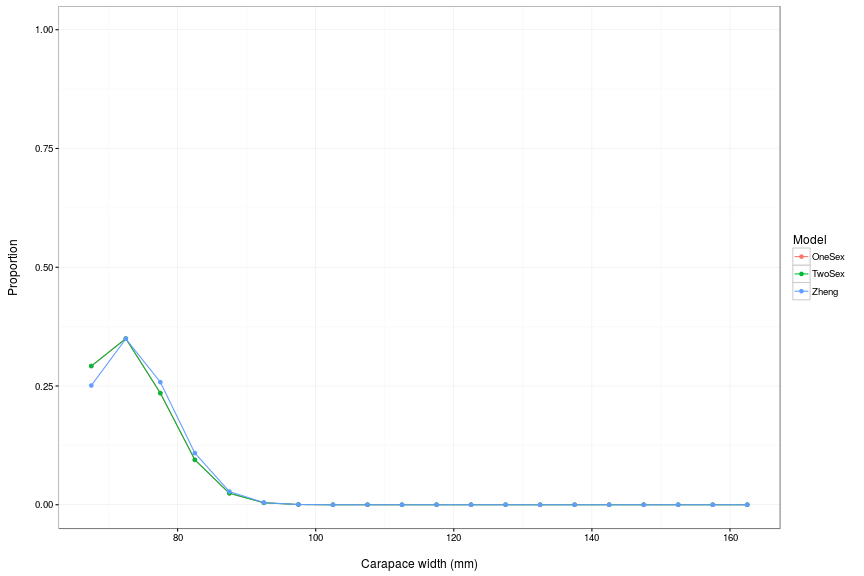 1.00
0.75
0.50
0.25
0.00
Proportion
80
100
120
140
160
Carapace width (mm)
Model
OneSex
TwoSex
Zheng